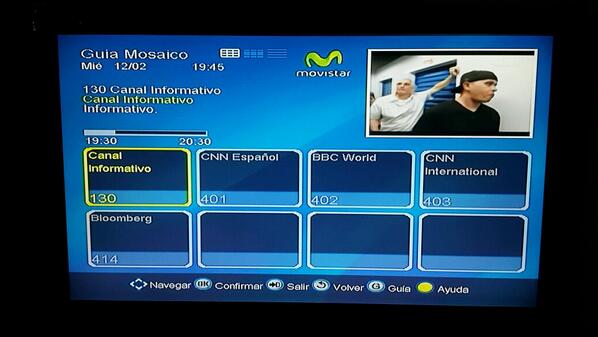 Guia Mosaico
Mié 12/02 19:45
movistar
130 Canal Informativo
Canal Informativo
Informativo.
19:30 20:30
Canal Informativo
130
CNN Español
401
BBC World
402
CNN International
403
Bloomberg
414
Navegar OK Confirmar Salir Volver G Guía Ayuda